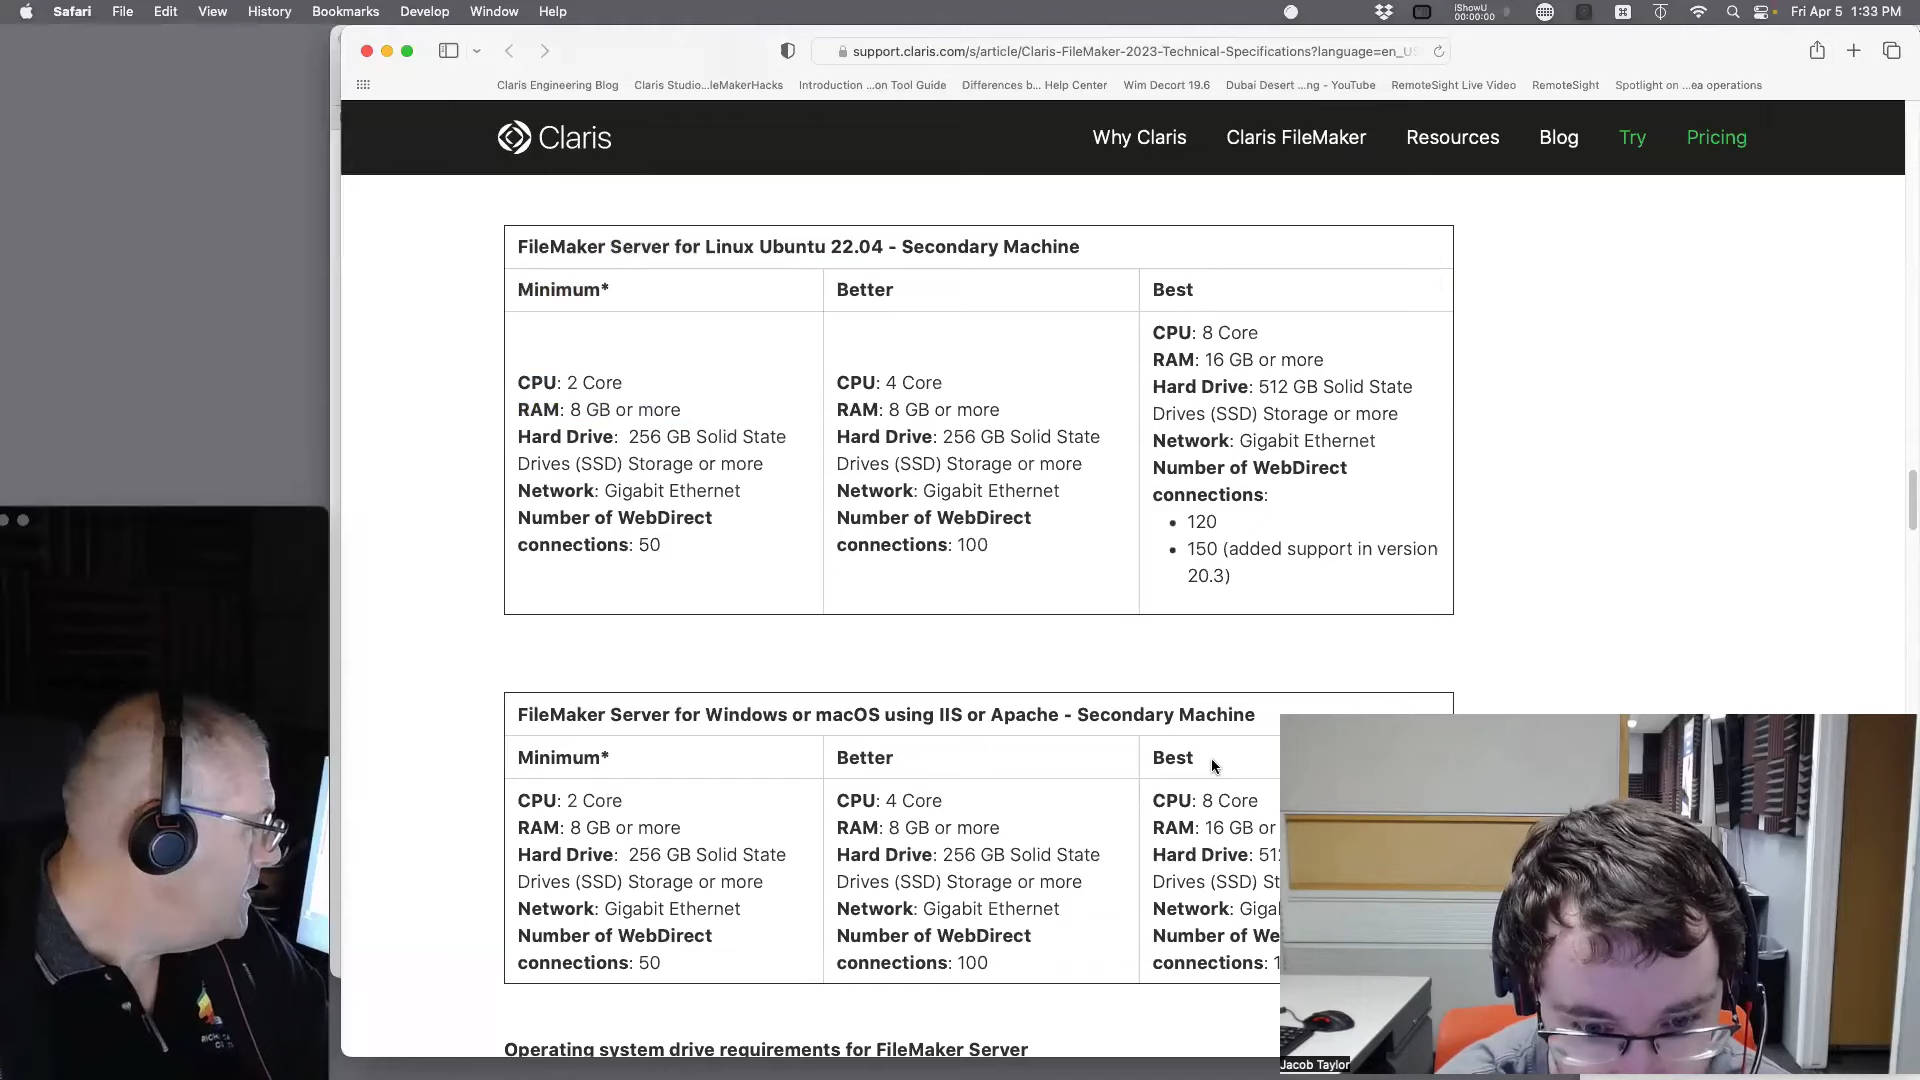 Safari File Edit View History Bookmarks Develop Window Help
iShowU
00:00:00
Fri Apr 5 1:33 PM
support.claris.com/s/article/Claris-FileMaker-2023-Technical-Specifications?language=en_US
Claris Engineering Blog Claris Studio...leMakerHacks Introduction ...on Tool Guide Differences b... Help Center Wim Decort 19.6 Dubai Desert ...ng - YouTube RemoteSight Live Video RemoteSight Spotlight on ...ea operations
Claris Why Claris Claris FileMaker Resources Blog Try Pricing
FileMaker Server for Linux Ubuntu 22.04 - Secondary Machine
Minimum* Better Best
CPU: 2 Core
RAM: 8 GB or more
Hard Drive: 256 GB Solid State
Drives (SSD) Storage or more
Network: Gigabit Ethernet
Number of WebDirect
connections: 50
CPU: 4 Core
RAM: 8 GB or more
Hard Drive: 256 GB Solid State
Drives (SSD) Storage or more
Network: Gigabit Ethernet
Number of WebDirect
connections: 100
CPU: 8 Core
RAM: 16 GB or more
Hard Drive: 512 GB Solid State
Drives (SSD) Storage or more
Network: Gigabit Ethernet
Number of WebDirect
connections:
• 120
• 150 (added support in version
20.3)
FileMaker Server for Windows or macOS using IIS or Apache - Secondary Machine
Minimum* Better Best
CPU: 2 Core
RAM: 8 GB or more
Hard Drive: 256 GB Solid State
Drives (SSD) Storage or more
Network: Gigabit Ethernet
Number of WebDirect
connections: 50
CPU: 4 Core
RAM: 8 GB or more
Hard Drive: 256 GB Solid State
Drives (SSD) Storage or more
Network: Gigabit Ethernet
Number of WebDirect
connections: 100
CPU: 8 Core
RAM: 16 GB or
Hard Drive: 51
Drives (SSD) St
Network: Giga
Number of We
connections: 1
Operating system drive requirements for FileMaker Server
Jacob Taylor